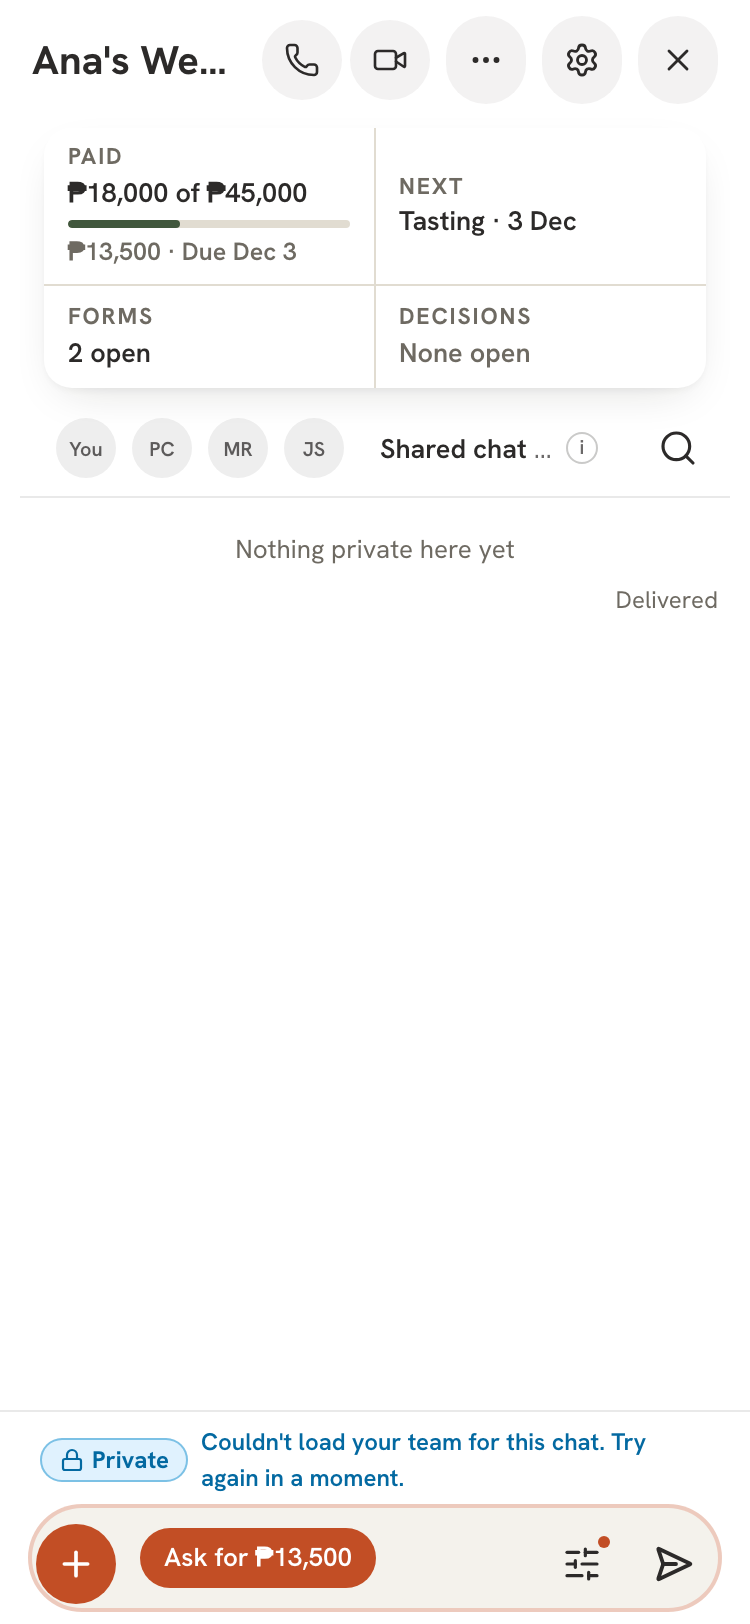 Ana's We...
PAID
₱18,000 of ₱45,000
₱13,500 · Due Dec 3
NEXT
Tasting · 3 Dec
FORMS
2 open
DECISIONS
None open
You PC MR JS Shared chat ... i
Nothing private here yet
Delivered
Private
Couldn't load your team for this chat. Try
again in a moment.
Ask for ₱13,500